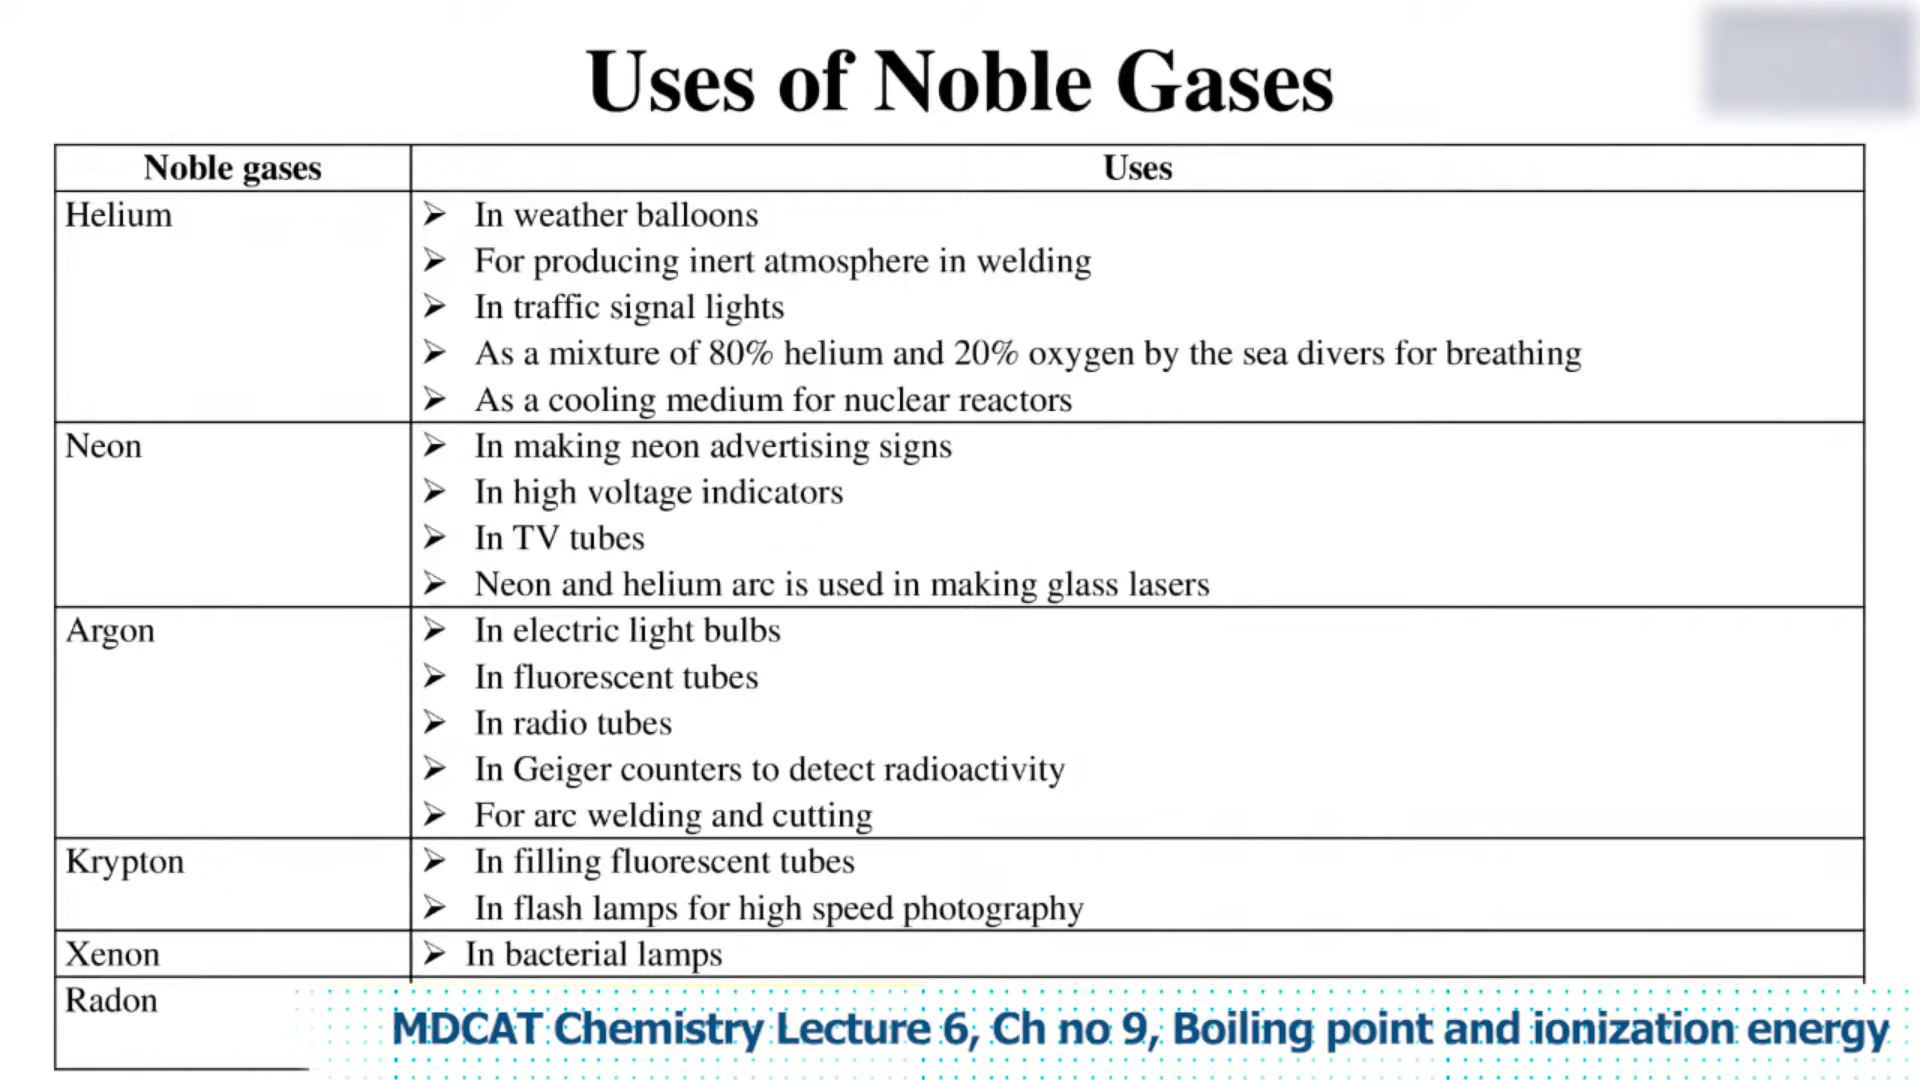 Uses of Noble Gases
Noble gases
Uses
Helium
➢ In weather balloons
➢ For producing inert atmosphere in welding
➢ In traffic signal lights
➢ As a mixture of 80% helium and 20% oxygen by the sea divers for breathing
➢ As a cooling medium for nuclear reactors
Neon
➢ In making neon advertising signs
➢ In high voltage indicators
➢ In TV tubes
➢ Neon and helium arc is used in making glass lasers
Argon
➢ In electric light bulbs
➢ In fluorescent tubes
➢ In radio tubes
➢ In Geiger counters to detect radioactivity
➢ For arc welding and cutting
Krypton
➢ In filling fluorescent tubes
➢ In flash lamps for high speed photography
Xenon
➢ In bacterial lamps
Radon
MDCAT Chemistry Lecture 6, Ch no 9, Boiling point and ionization energy